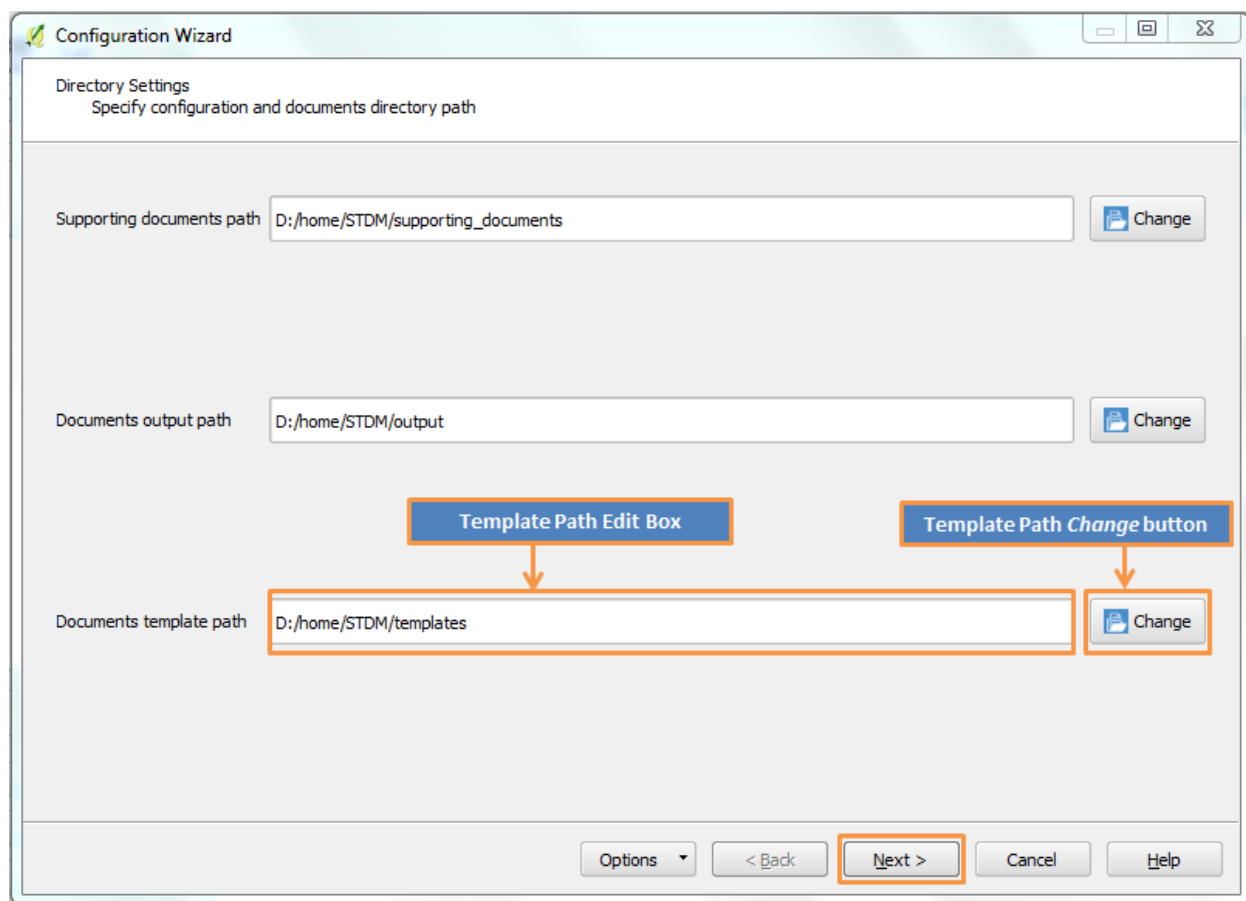 Configuration Wizard
Directory Settings
Specify configuration and documents directory path
Supporting documents path D:/home/STDM/supporting_documents Change
Documents output path D:/home/STDM/output Change
Template Path Edit Box Template Path Change button
Documents template path D:/home/STDM/templates Change
Options < Back Next > Cancel Help